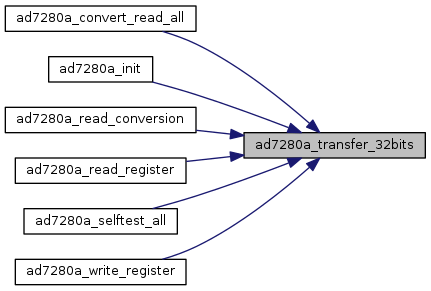 ad7280a_convert_read_all
ad7280a_init
ad7280a_read_conversion
ad7280a_transfer_32bits
ad7280a_read_register
ad7280a_selftest_all
ad7280a_write_register